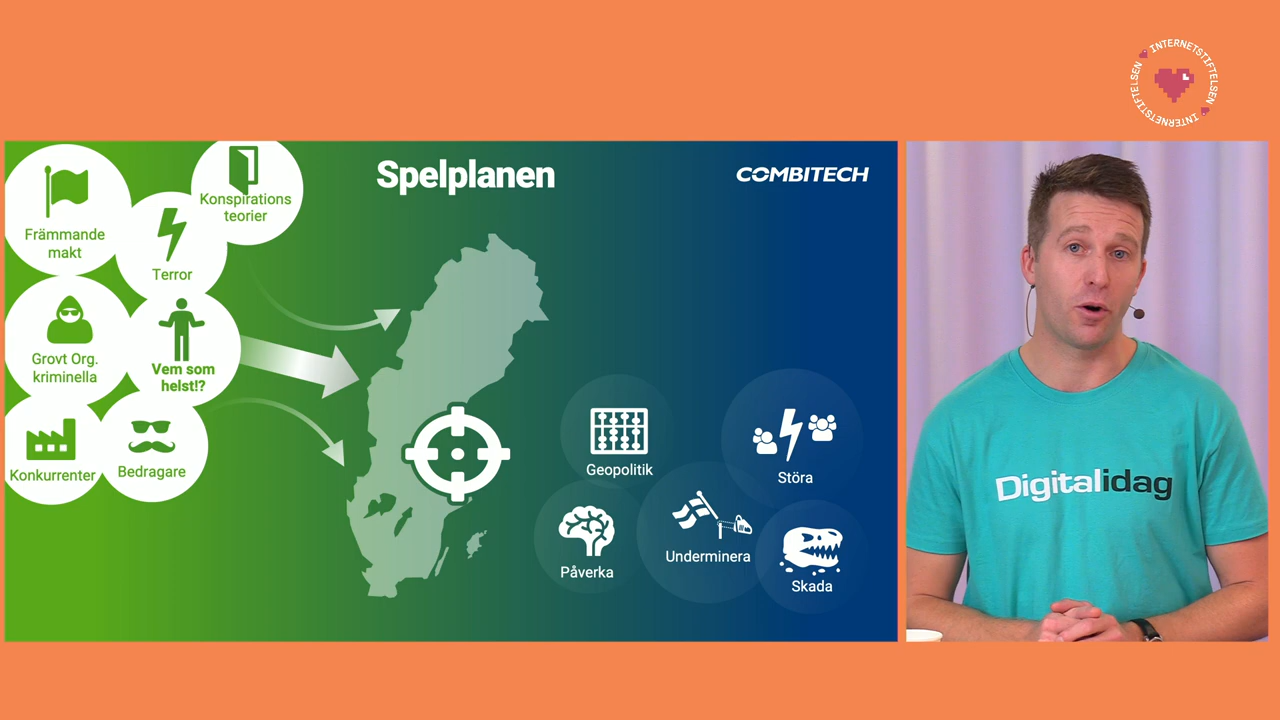 INTERNETSTIFTELSEN
INTERNETSTIFTELSEN
Spelplanen
COMBITECH
Konspirations
teorier
Främmande
makt
Terror
Grovt Org.
kriminella
Vem som
helst!?
Konkurrenter
Bedragare
Geopolitik
Störa
Påverka
Underminera
Skada
Digitalidag